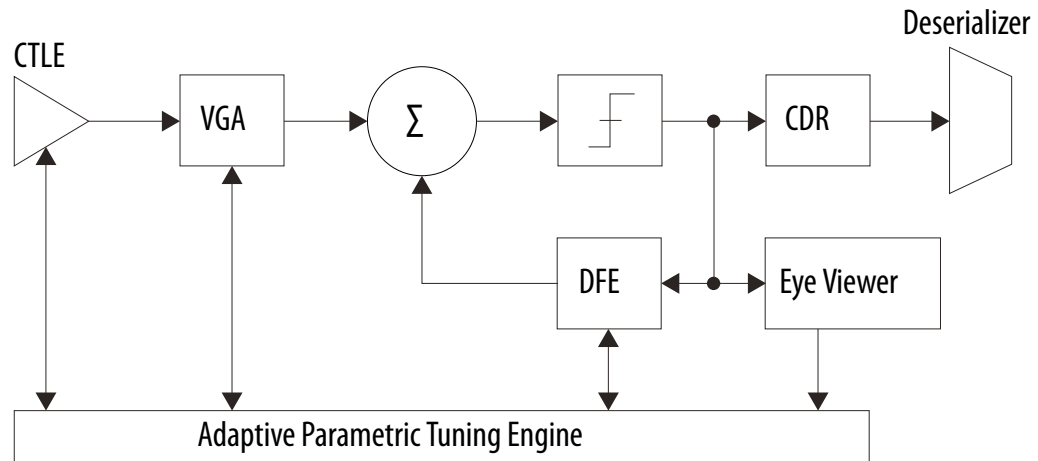 Deserializer
CTLE
VGA
Σ
CDR
DFE
Eye Viewer
Adaptive Parametric Tuning Engine